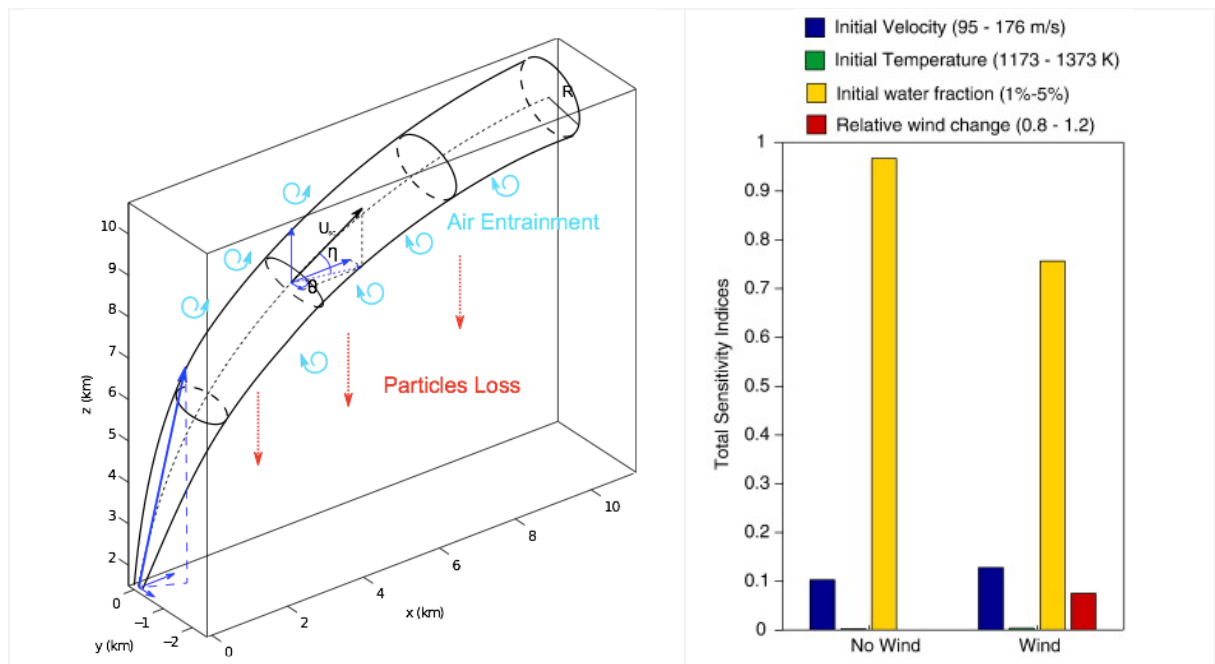 10
9
8
7
6
5
4
3
2
z (km)
0
−1
−2
y (km)
0
2
4
6
8
10
x (km)
R
η
Air Entrainment
Particles Loss
Initial Velocity (95 - 176 m/s)
Initial Temperature (1173 - 1373 K)
Initial water fraction (1%-5%)
Relative wind change (0.8 - 1.2)
Total Sensitivity Indices
1
0.9
0.8
0.7
0.6
0.5
0.4
0.3
0.2
0.1
0
No Wind
Wind